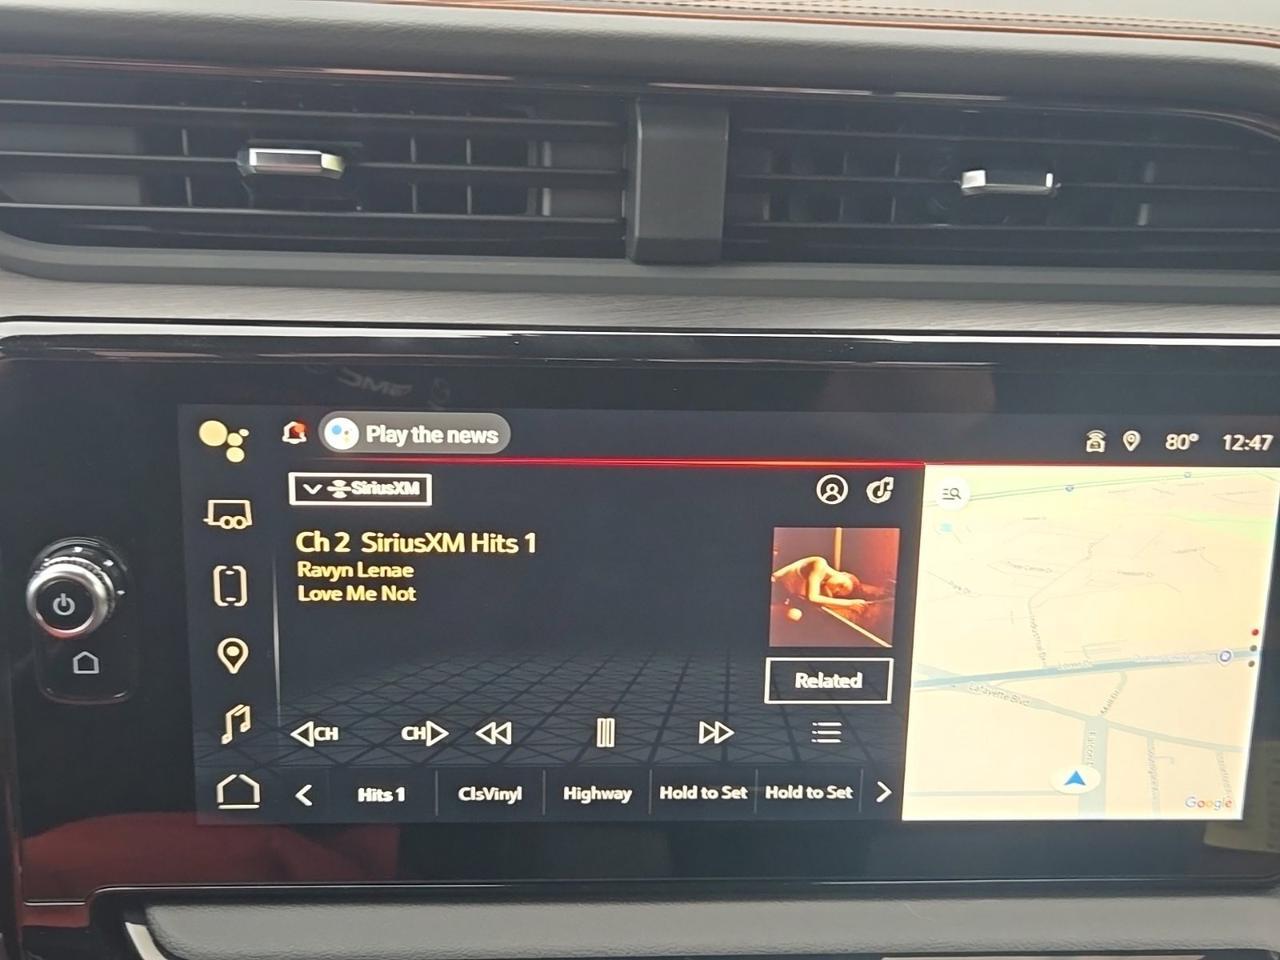 Play the news
80° 12:47
SiriusXM
Ch 2 SiriusXM Hits 1
Ravyn Lenae
Love Me Not
Related
CH
CH
Hits 1
ClsVinyl
Highway
Hold to Set
Hold to Set
Lafayette Blvd
Google